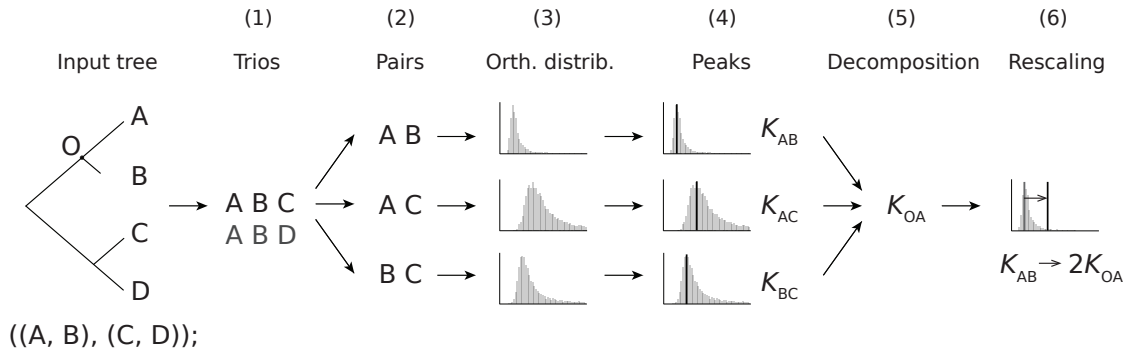 (1) (2) (3) (4) (5) (6)
Input tree Trios Pairs Orth. distrib. Peaks Decomposition Rescaling
A
O
B
C
D
((A, B), (C, D));
A B C
A B D
A B
A C
B C
K_AB
K_AC
K_BC
K_OA
K_AB → 2K_OA